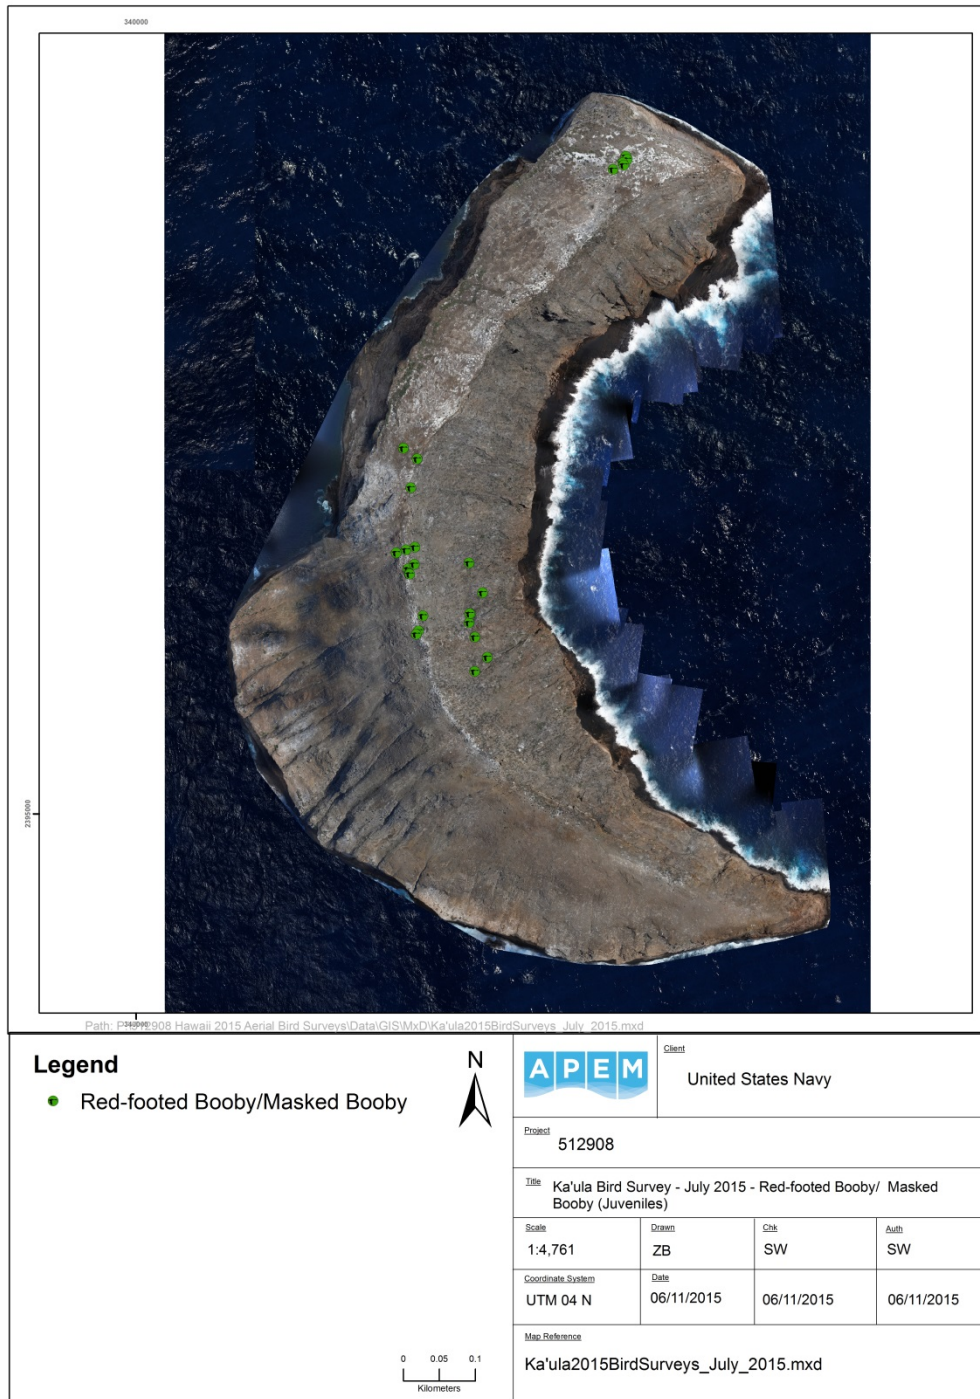 340000
2395000
340000
Path: P:\512908 Hawaii 2015 Aerial Bird Surveys\Data\GIS\MxD\Ka'ula2015BirdSurveys_July_2015.mxd
Legend
Red-footed Booby/Masked Booby
N
0 0.05 0.1
Kilometers
APEM
Client
United States Navy
Project
512908
Title
Ka'ula Bird Survey - July 2015 - Red-footed Booby/ Masked
Booby (Juveniles)
Scale
1:4,761
Drawn
ZB
Chk
SW
Auth
SW
Coordinate System
UTM 04 N
Date
06/11/2015
06/11/2015
06/11/2015
Map Reference
Ka'ula2015BirdSurveys_July_2015.mxd